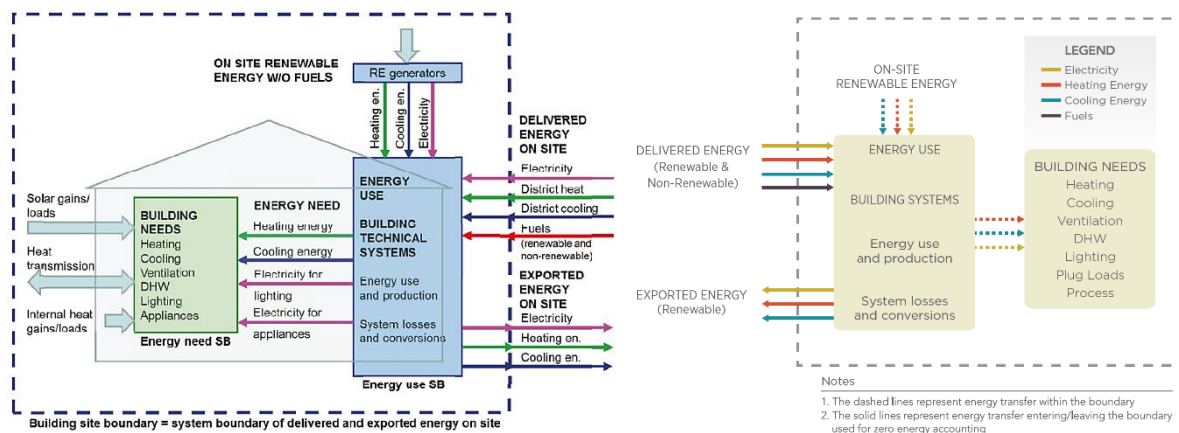 ON SITE RENEWABLE
ENERGY W/O FUELS
RE generators
Heating en.
Cooling en.
Electricity
DELIVERED
ENERGY
ON SITE
Electricity
District heat
District cooling
Fuels
(renewable and
non-renewable)
EXPORTED
ENERGY
ON SITE
Electricity
Heating en.
Cooling en.
Solar gains/
loads
Heat
transmission
Internal heat
gains/loads
BUILDING
NEEDS
Heating
Cooling
Ventilation
DHW
Lighting
Appliances
Energy need SB
ENERGY NEED
Heating energy
Cooling energy
Electricity for
lighting
Electricity for
appliances
ENERGY
USE
BUILDING
TECHNICAL
SYSTEMS
Energy use
and production
System losses
and conversions
Energy use SB
Building site boundary = system boundary of delivered and exported energy on site
LEGEND
Electricity
Heating Energy
Cooling Energy
Fuels
ON-SITE
RENEWABLE ENERGY
DELIVERED ENERGY
(Renewable &
Non-Renewable)
EXPORTED ENERGY
(Renewable)
ENERGY USE
BUILDING SYSTEMS
Energy use
and production
System losses
and conversions
BUILDING NEEDS
Heating
Cooling
Ventilation
DHW
Lighting
Plug Loads
Process
Notes
1. The dashed lines represent energy transfer within the boundary
2. The solid lines represent energy transfer entering/leaving the boundary
used for zero energy accounting